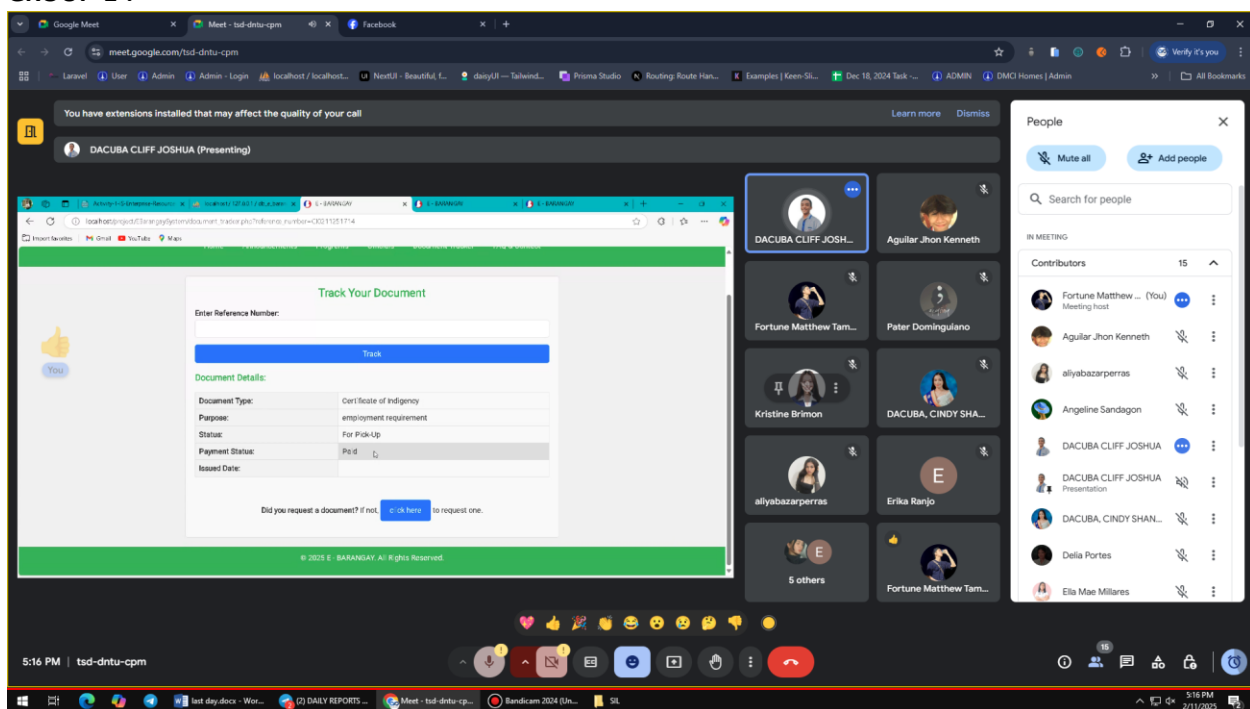 Google Meet
Meet - tsd-dntu-cpm
Facebook
meet.google.com/tsd-dntu-cpm
Verify it's you
Laravel
User
Admin
Admin - Login
localhost / localhost...
NextUI - Beautiful, f...
daisyUI — Tailwind...
Prisma Studio
Routing: Route Han...
Examples | Keen-Sli...
Dec 18, 2024 Task -...
ADMIN
DMCI Homes | Admin
All Bookmarks
You have extensions installed that may affect the quality of your call
Learn more
Dismiss
DACUBA CLIFF JOSHUA (Presenting)
E - BARANGAY
E - BARANGAY
E - BARANGAY
Import favorites
Gmail
YouTube
Maps
Track Your Document
Enter Reference Number:
Track
Document Details:
Document Type: Certificate of Indigency
Purpose: employment requirement
Status: For Pick-Up
Payment Status: Paid
Issued Date:
Did you request a document? If not, click here to request one.
© 2025 E - BARANGAY. All Rights Reserved.
You
DACUBA CLIFF JOSH...
Aguilar Jhon Kenneth
Fortune Matthew Tam...
Pater Dominguiano
Kristine Brimon
DACUBA, CINDY SHA...
aliyabazarperras
E
Erika Ranjo
E
5 others
Fortune Matthew Tam...
People
Mute all
Add people
Search for people
IN MEETING
Contributors 15
Fortune Matthew ... (You)
Meeting host
Aguilar Jhon Kenneth
aliyabazarperras
Angeline Sandagon
DACUBA CLIFF JOSHUA
DACUBA CLIFF JOSHUA
Presentation
DACUBA, CINDY SHAN...
Delia Portes
Ella Mae Millares
5:16 PM | tsd-dntu-cpm
15
last day.docx - Wor...
(2) DAILY REPORTS ...
Meet - tsd-dntu-cp...
Bandicam 2024 (Un...
SIL
5:16 PM
2/11/2025